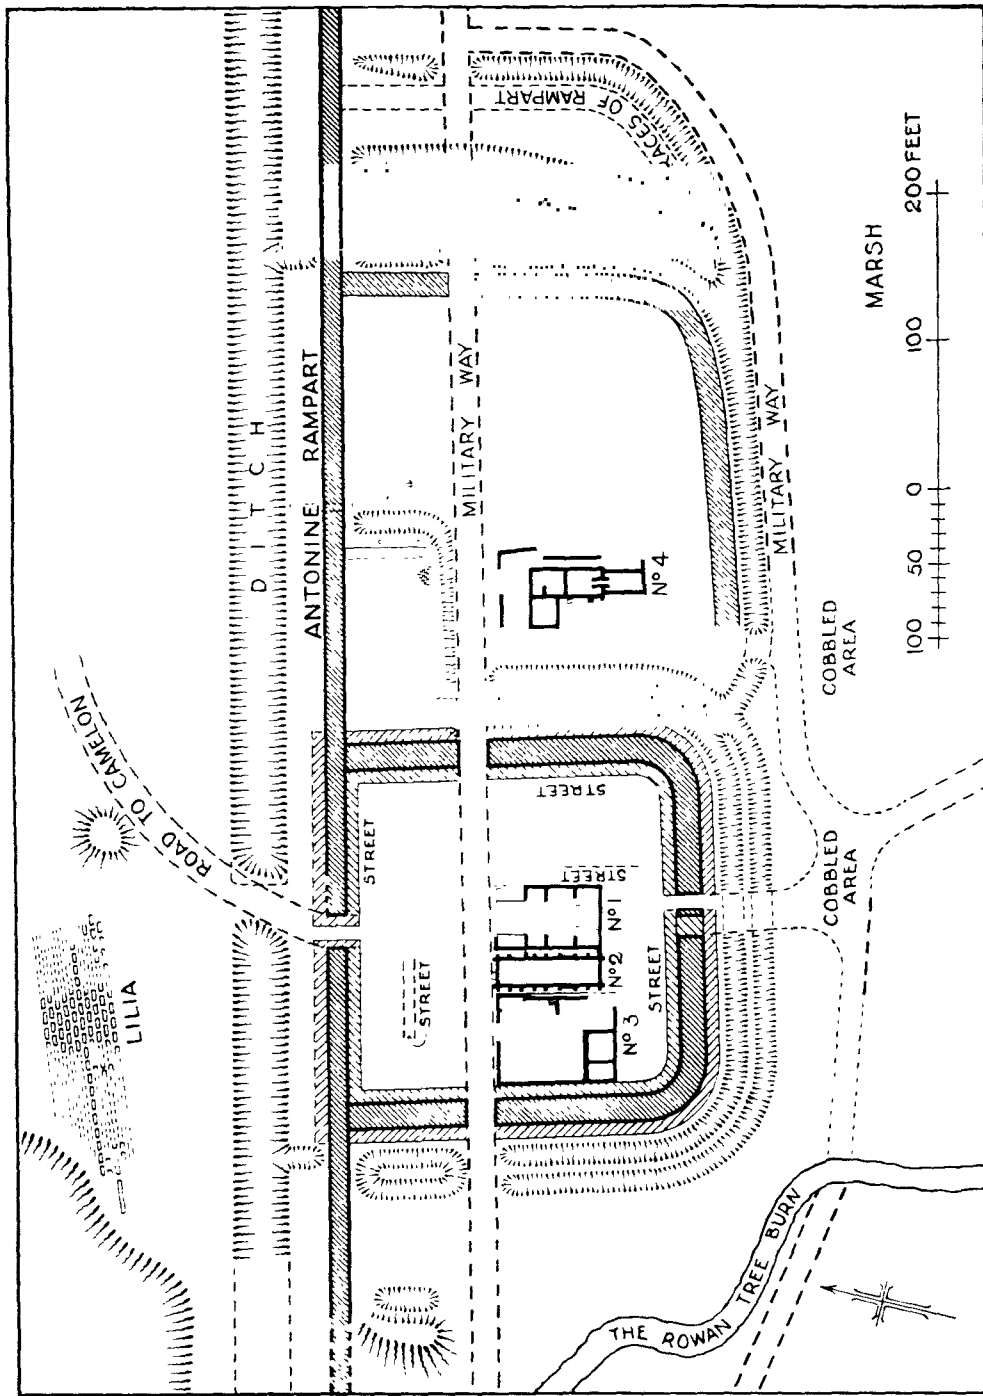 ROAD TO CAMELON
LILIA
DITCH
ANTONINE RAMPART
STREET
STREET
MILITARY WAY
STREET
STREET
STREET
Nº 1
Nº 2
Nº 3
Nº 4
RACES OF
RAMPART
MILITARY WAY
COBBLED
AREA
COBBLED
AREA
MARSH
100 50 0 100 200 FEET
THE ROWAN TREE BURN